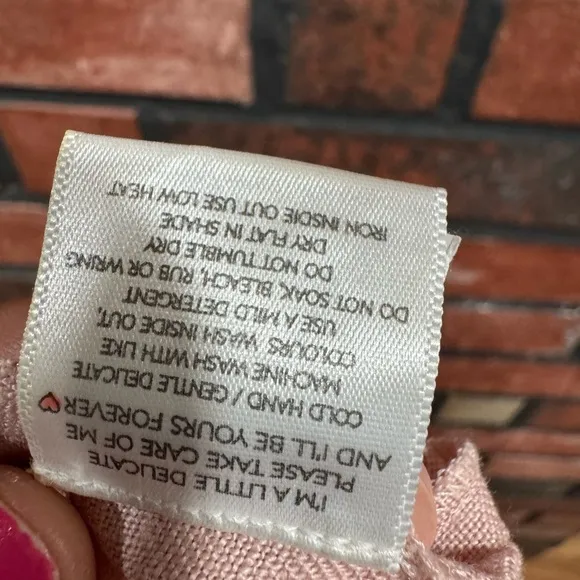 I'M A LITTLE DELICATE
PLEASE TAKE CARE OF ME
AND I'LL BE YOURS FOREVER
COLD HAND / GENTLE DELICATE
MACHINE WASH WITH LIKE
COLOURS. WASH INSIDE OUT,
USE A MILD DETERGENT
DO NOT SOAK, BLEACH, RUB OR WRING
DO NOT TUMBLE DRY
DRY FLAT IN SHADE
IRON INSDIE OUT USE LOW HEAT